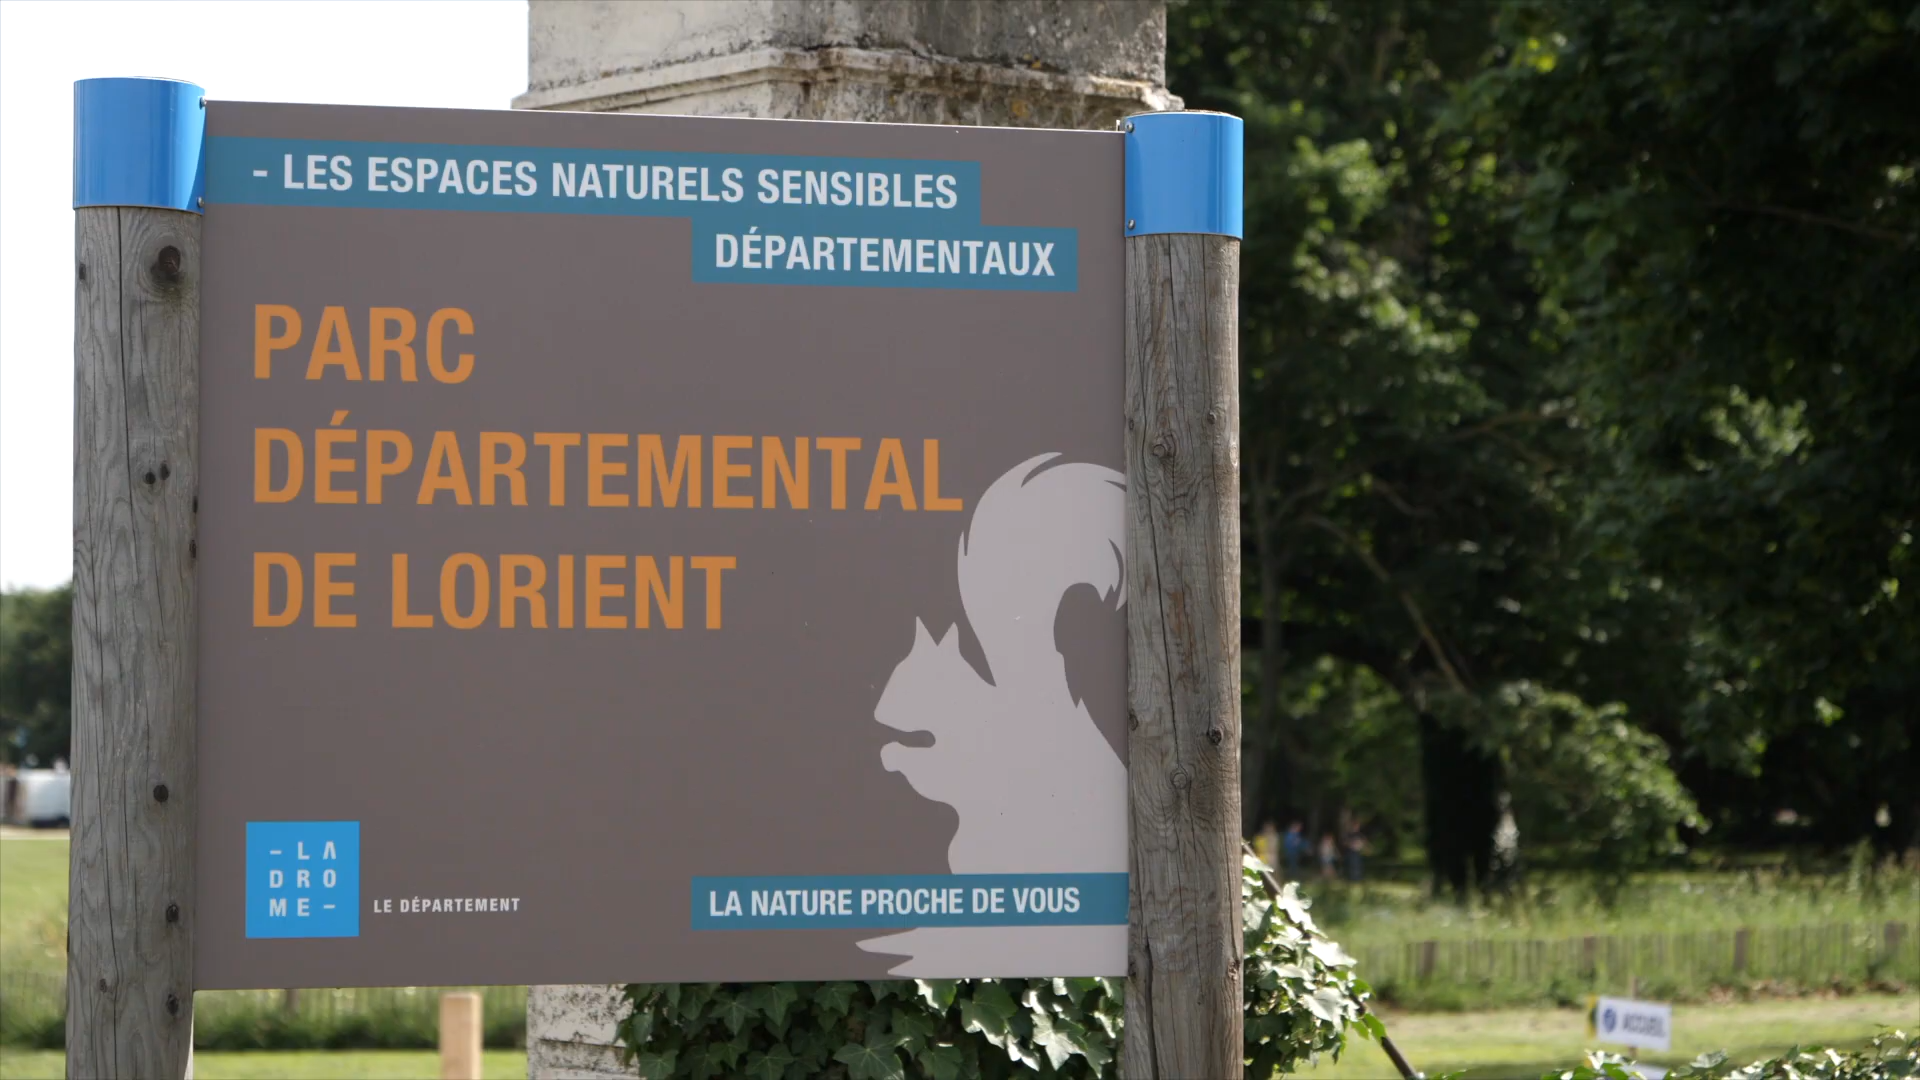 - LES ESPACES NATURELS SENSIBLES
DÉPARTEMENTAUX
PARC
DÉPARTEMENTAL
DE LORIENT
- LA
DRO
ME -
LE DÉPARTEMENT
LA NATURE PROCHE DE VOUS
ACCUEIL